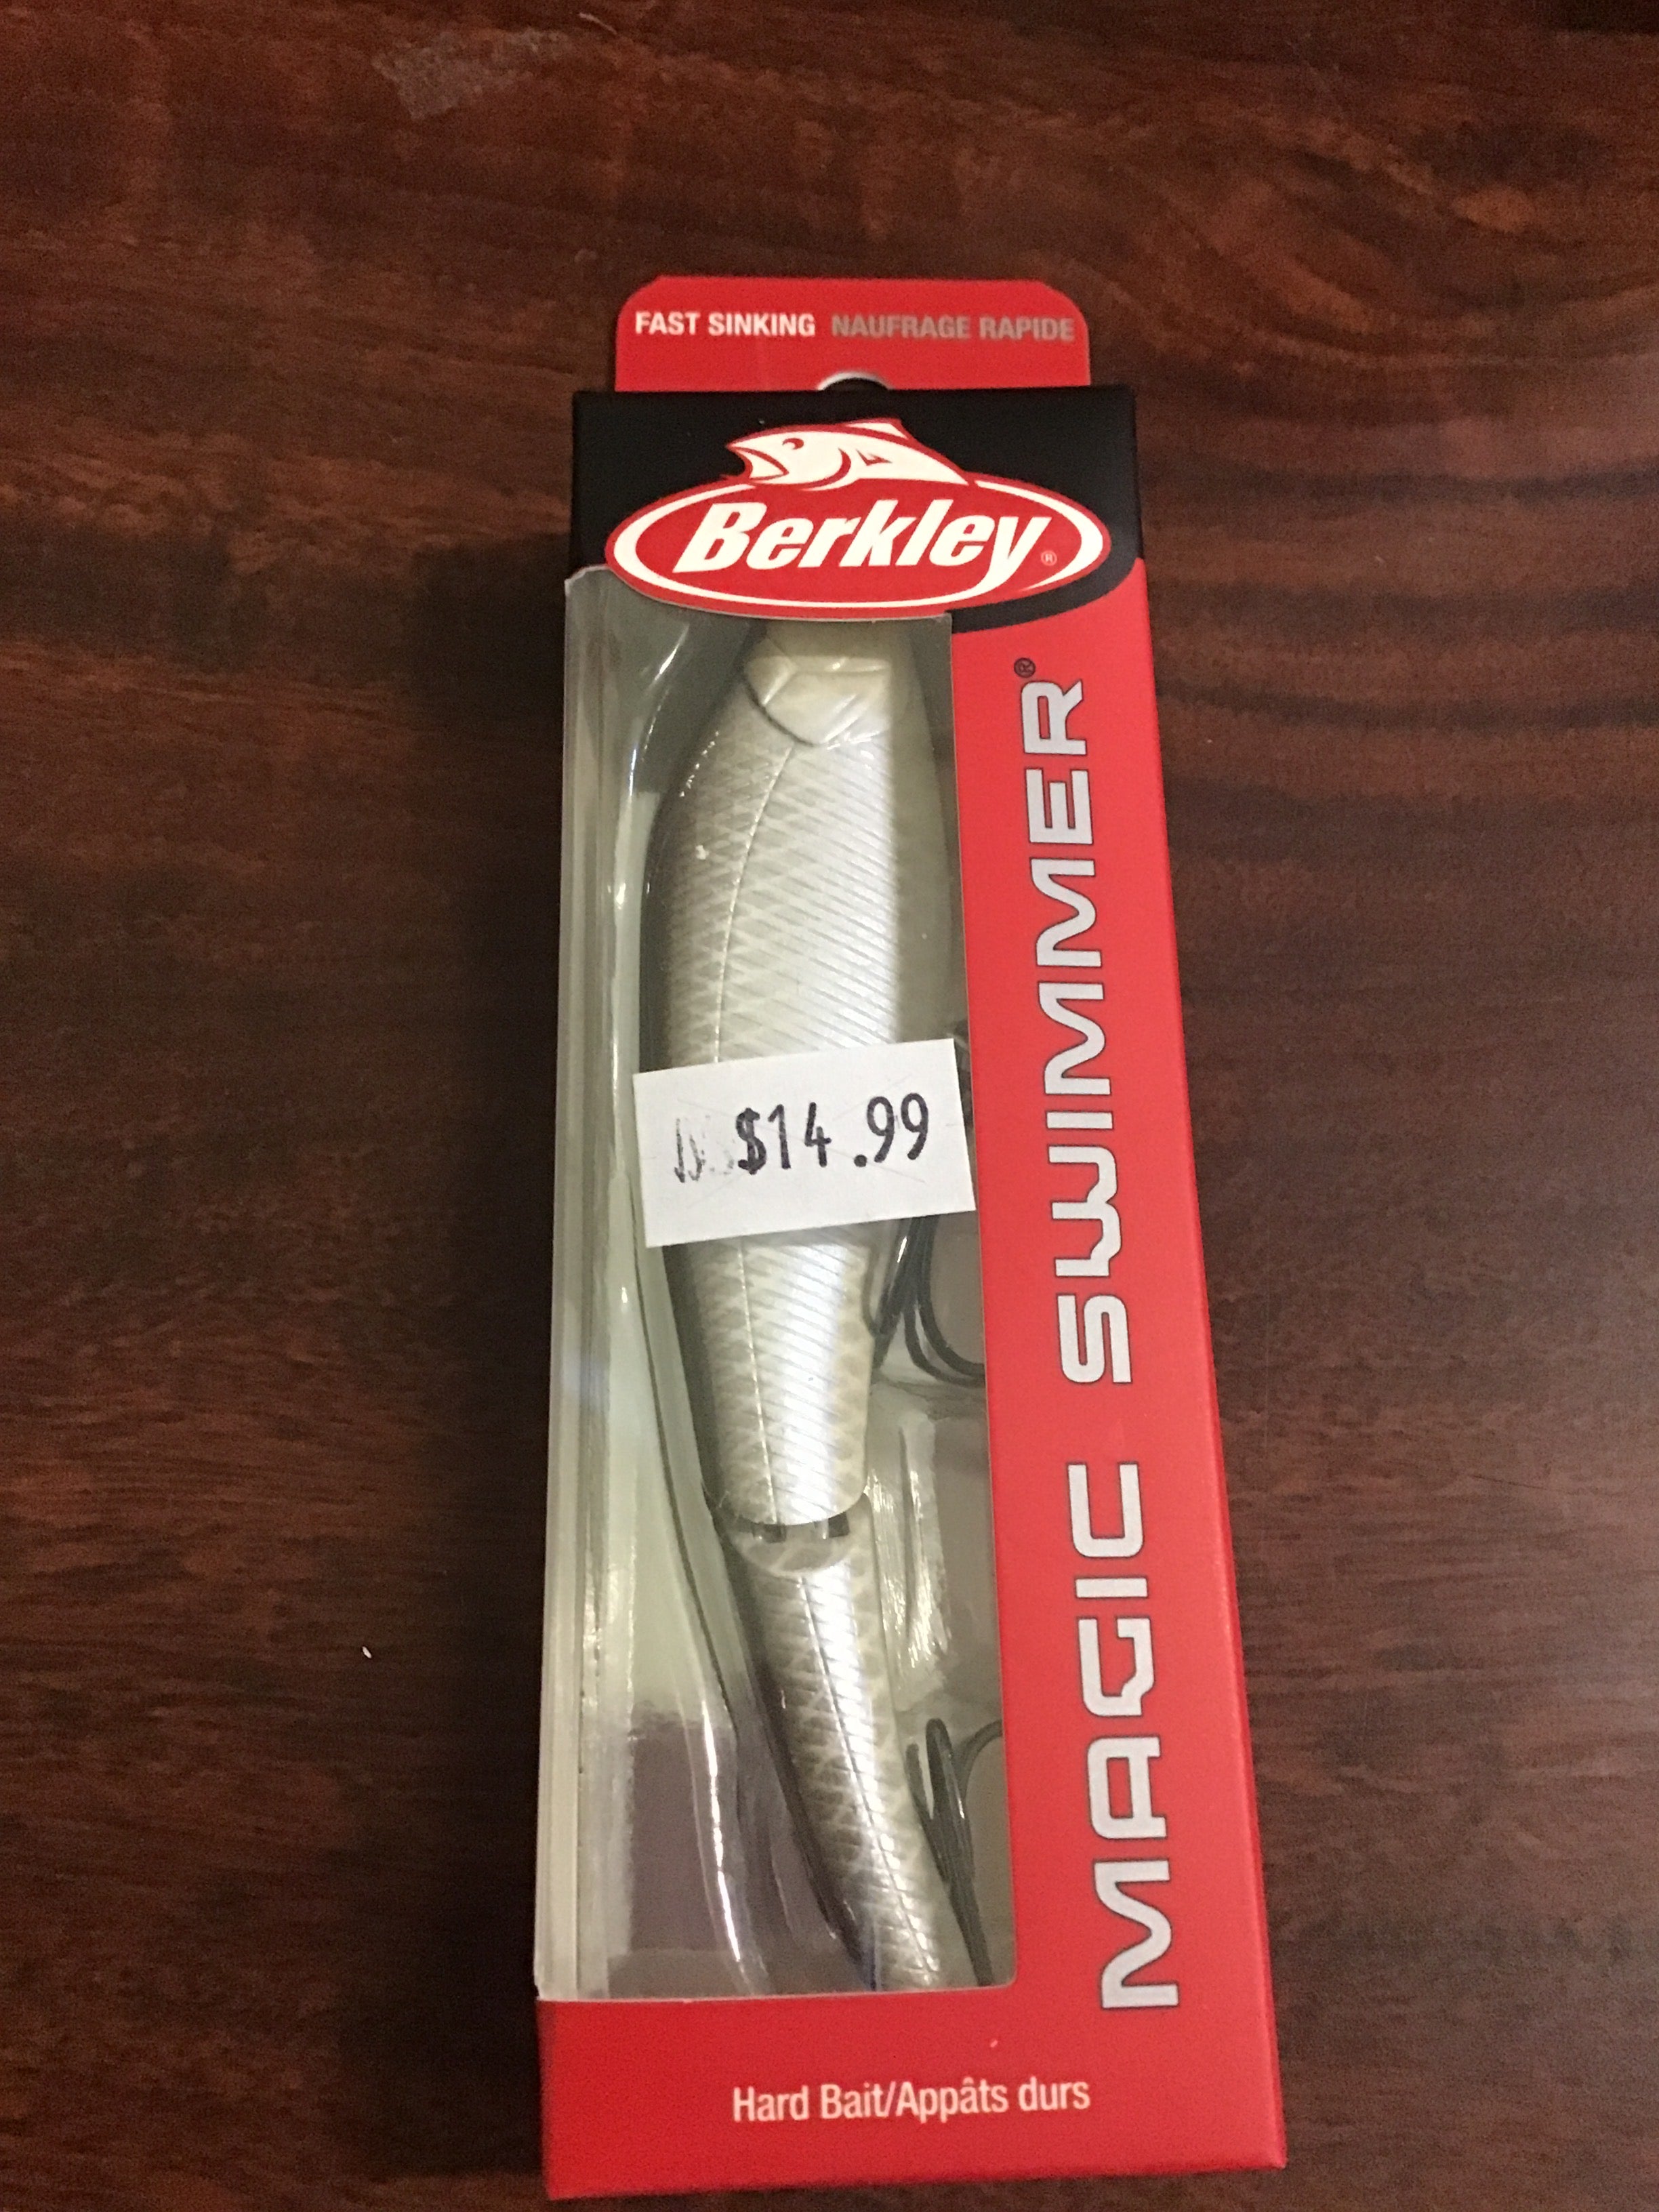 FAST SINKING NAUFRAGE RAPIDE
Berkley®
MAGIC SWIMMER®
$14.99
Hard Bait/Appâts durs